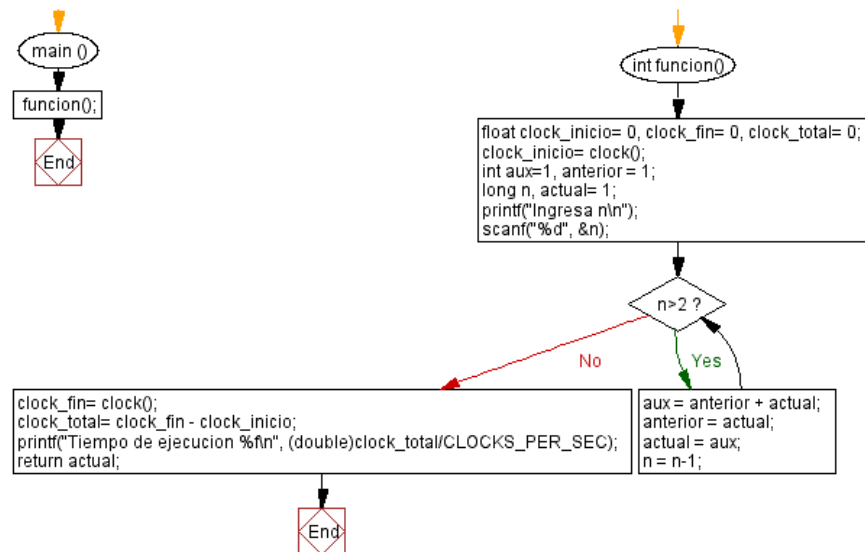 main ()
funcion();
End
int funcion()
float clock_inicio= 0, clock_fin= 0, clock_total= 0;
clock_inicio= clock();
int aux=1, anterior = 1;
long n, actual= 1;
printf("Ingresa n\n");
scanf("%d", &n);
n>2 ?
No
Yes
clock_fin= clock();
clock_total= clock_fin - clock_inicio;
printf("Tiempo de ejecucion %f\n", (double)clock_total/CLOCKS_PER_SEC);
return actual;
aux = anterior + actual;
anterior = actual;
actual = aux;
n = n-1;
End